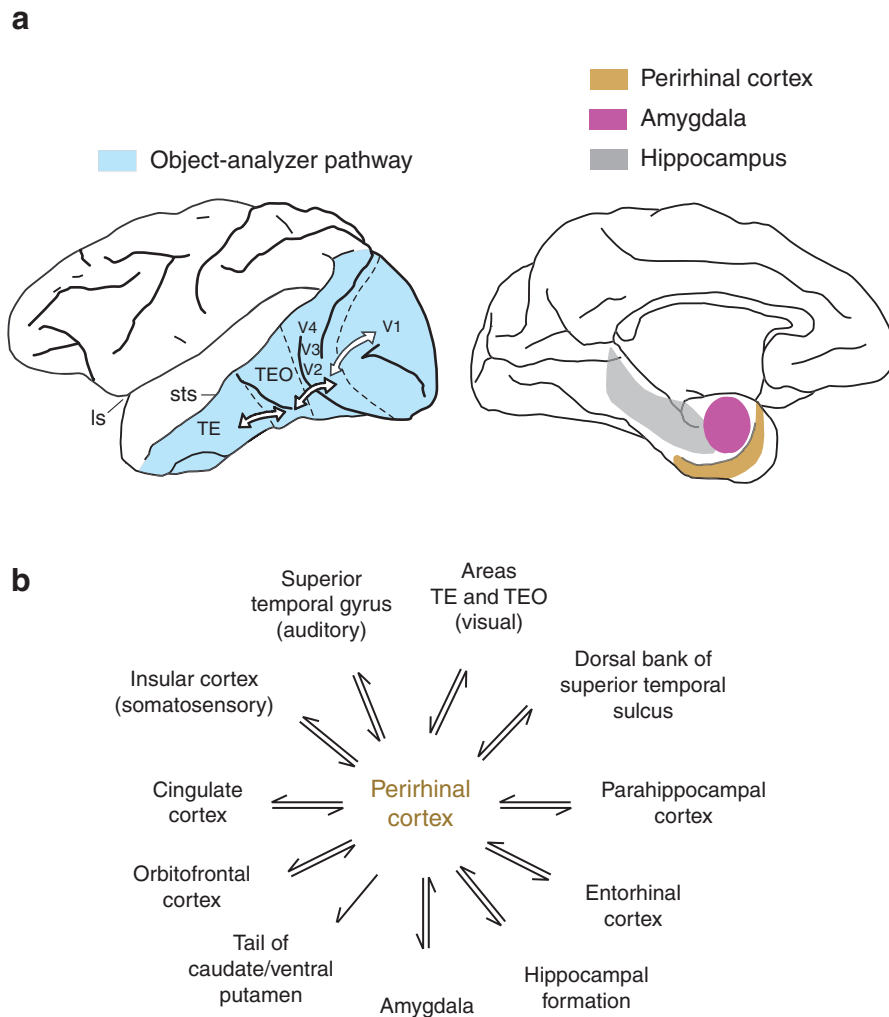 a
Perirhinal cortex
Amygdala
Hippocampus
Object-analyzer pathway
V4
V3
V2
V1
TEO
sts
ls
TE
b
Superior
temporal gyrus
(auditory)
Areas
TE and TEO
(visual)
Insular cortex
(somatosensory)
Dorsal bank of
superior temporal
sulcus
Cingulate
cortex
Perirhinal
cortex
Parahippocampal
cortex
Orbitofrontal
cortex
Entorhinal
cortex
Tail of
caudate/ventral
putamen
Amygdala
Hippocampal
formation